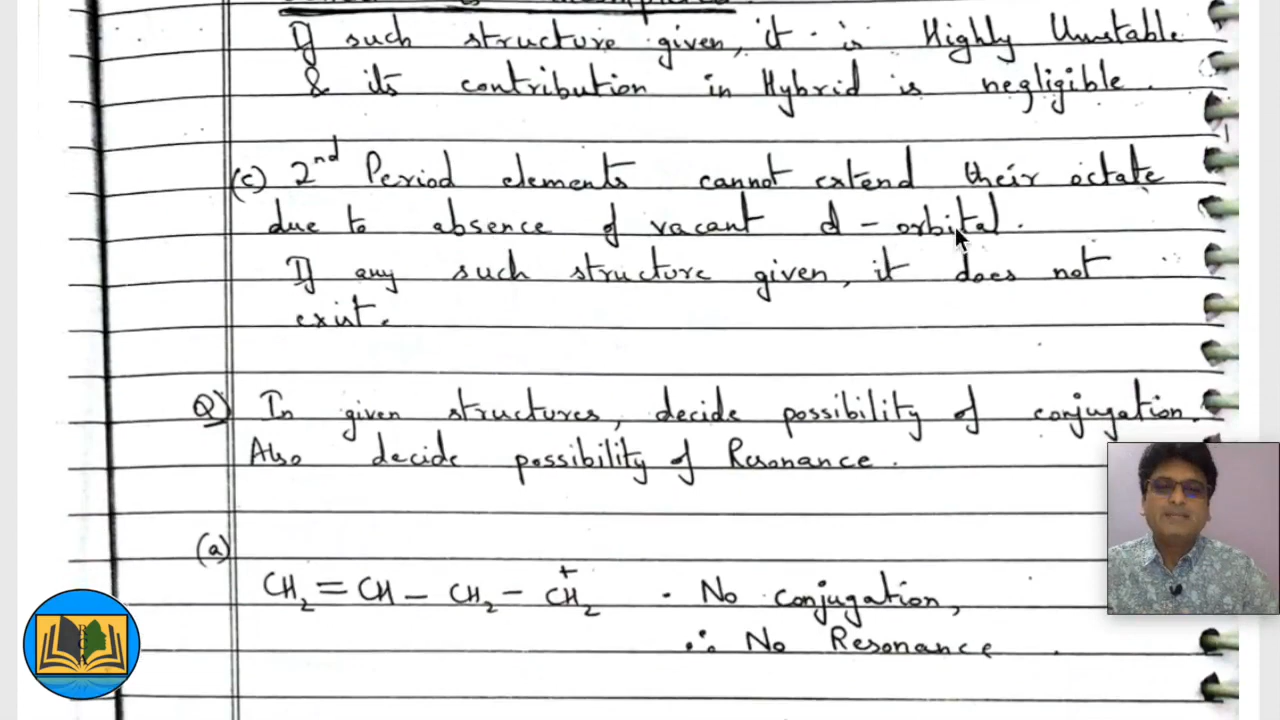 If such structure given, it is Highly Unstable
& its contribution in Hybrid is negligible.
(c) 2nd Period elements cannot extend their octate
due to absence of vacant d - orbital.
If any such structure given, it does not
exist.
Q) In given structures, decide possibility of conjugation.
Also decide possibility of Resonance.
(a)
CH₂ = CH - CH₂ - C⁺H₂ . No conjugation,
∴ No Resonance